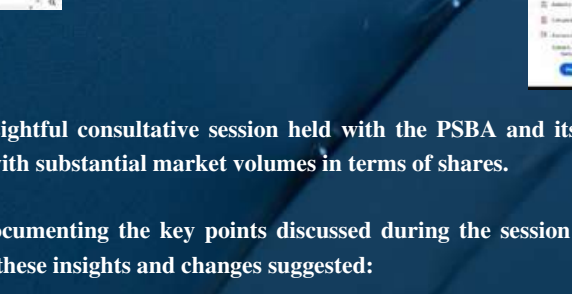 ightful consultative session held with the PSBA and its
with substantial market volumes in terms of shares.
ocumenting the key points discussed during the session
these insights and changes suggested: